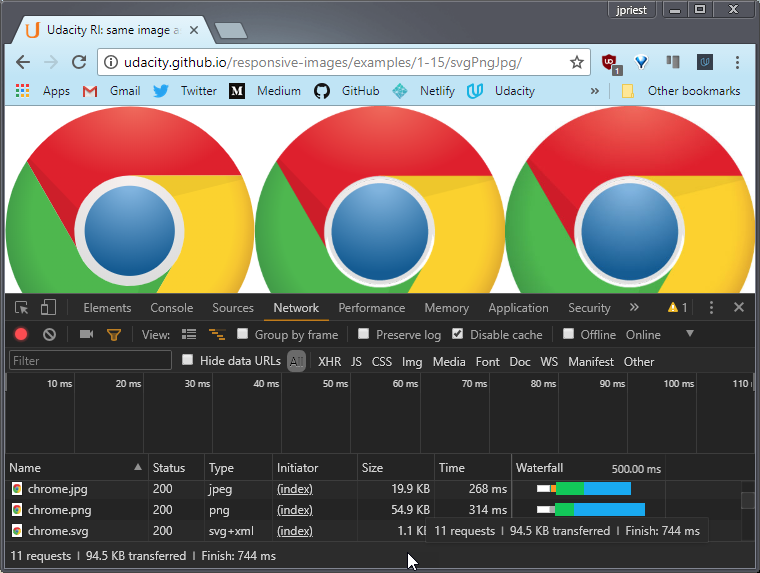 jpriest
Udacity RI: same image a
udacity.github.io/responsive-images/examples/1-15/svgPngJpg/
1
Apps Gmail Twitter Medium GitHub Netlify Udacity » Other bookmarks
Elements Console Sources Network Performance Memory Application Security » 1
View: Group by frame Preserve log Disable cache Offline Online
Filter Hide data URLs All XHR JS CSS Img Media Font Doc WS Manifest Other
10 ms 20 ms 30 ms 40 ms 50 ms 60 ms 70 ms 80 ms 90 ms 100 ms 110
Name Status Type Initiator Size Time Waterfall 500.00 ms
chrome.jpg 200 jpeg (index) 19.9 KB 268 ms
chrome.png 200 png (index) 54.9 KB 314 ms
chrome.svg 200 svg+xml (index) 1.1 11 requests | 94.5 KB transferred | Finish: 744 ms
11 requests | 94.5 KB transferred | Finish: 744 ms